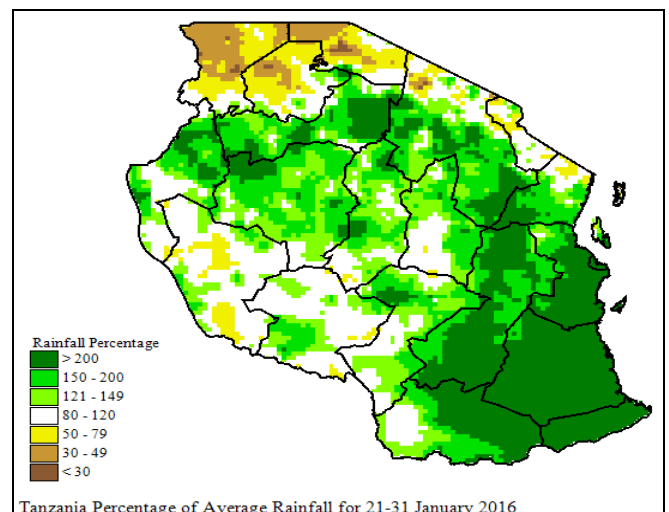 Rainfall Percentage
> 200
150 - 200
121 - 149
80 - 120
50 - 79
30 - 49
< 30
Tanzania Percentage of Average Rainfall for 21-31 January 2016